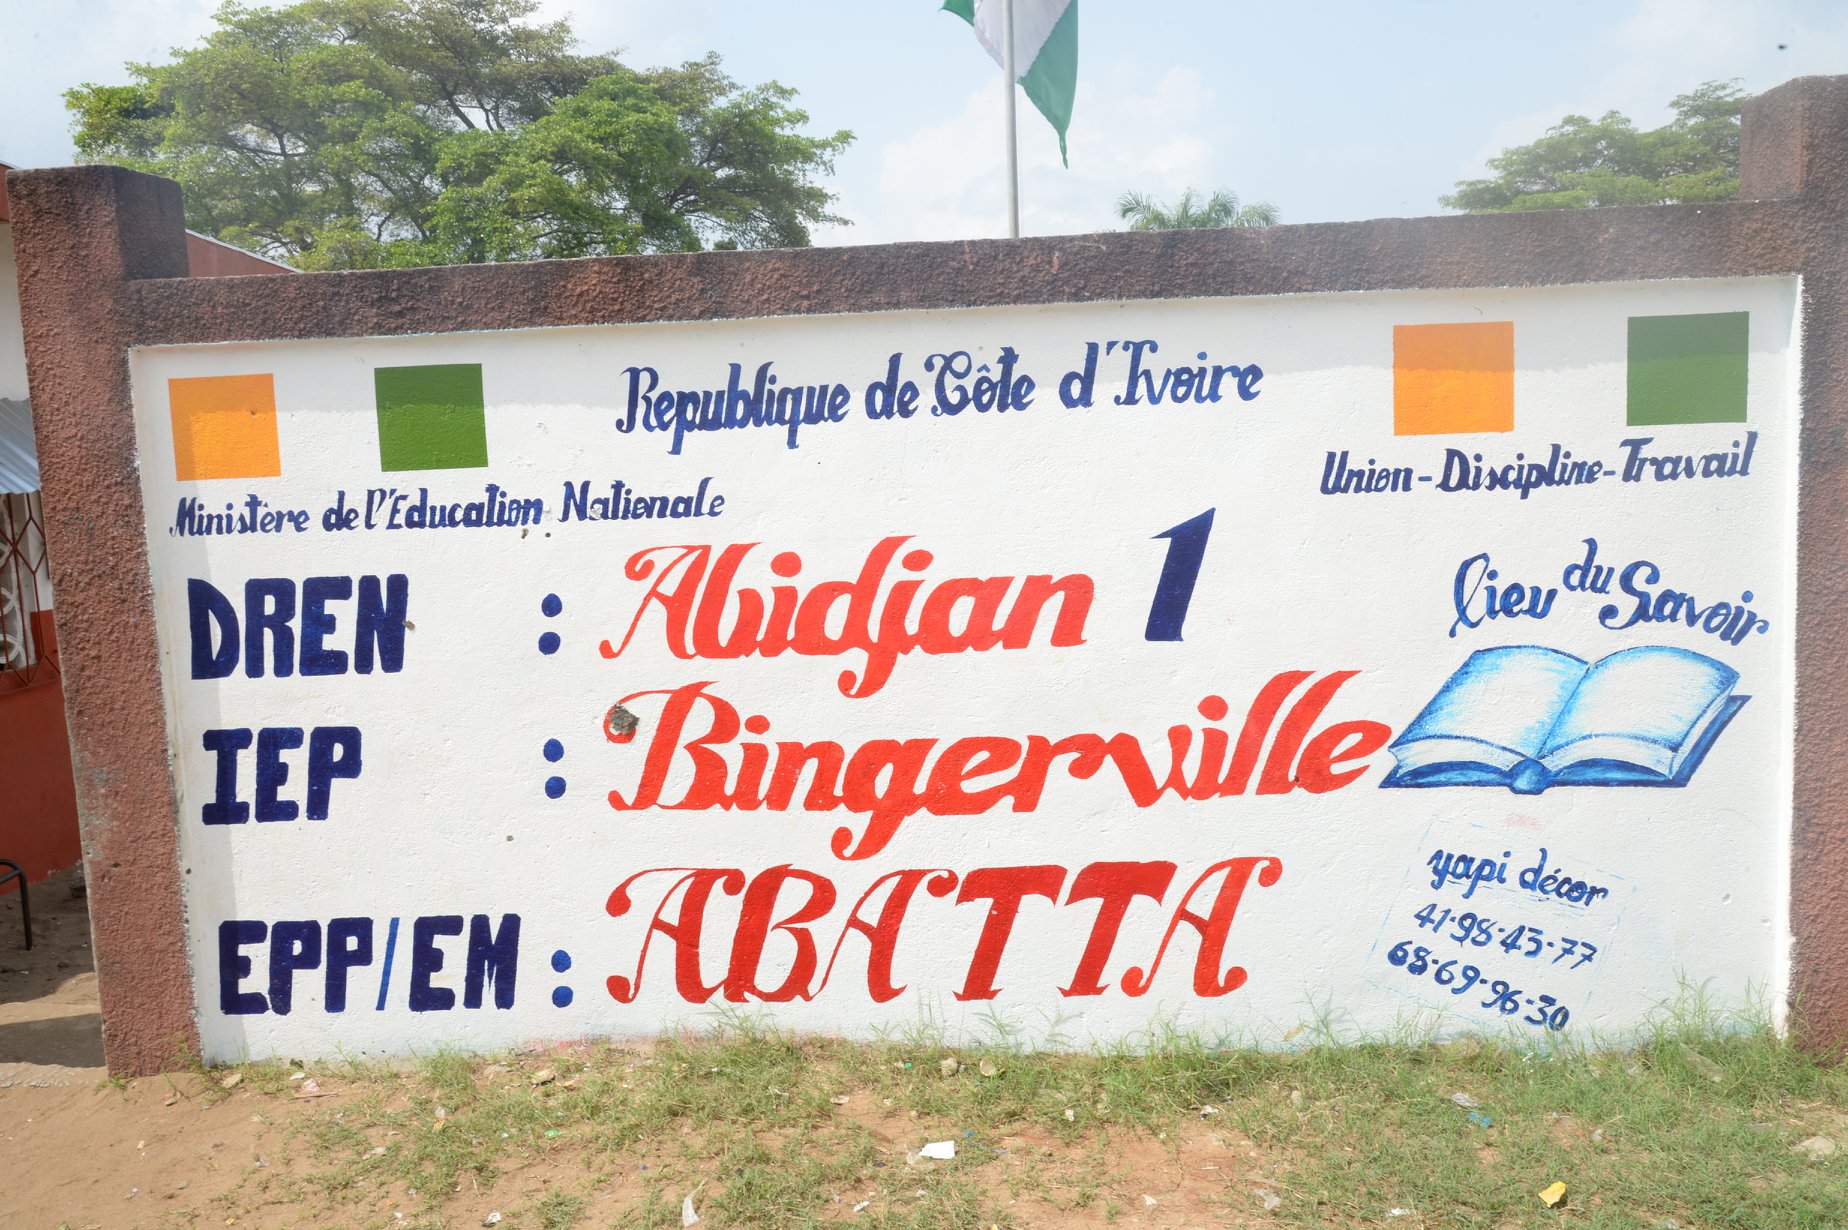 Republique de Côte d'Ivoire
Union-Discipline-Travail
Ministère de l'Education Nationale
DREN : Abidjan 1
lieu du Savoir
IEP : Bingerville
EPP/EM : ABATTA
yapi décor
41-98-43-77
68-69-96-30